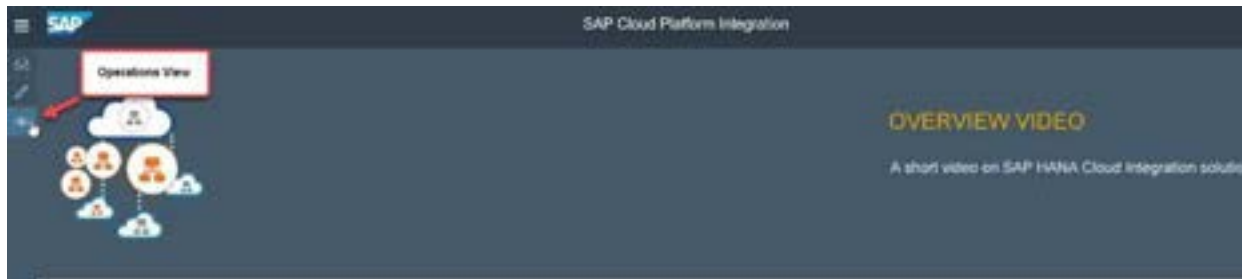 SAP
SAP Cloud Platform Integration
Operations View
OVERVIEW VIDEO
A short video on SAP HANA Cloud Integration solutio